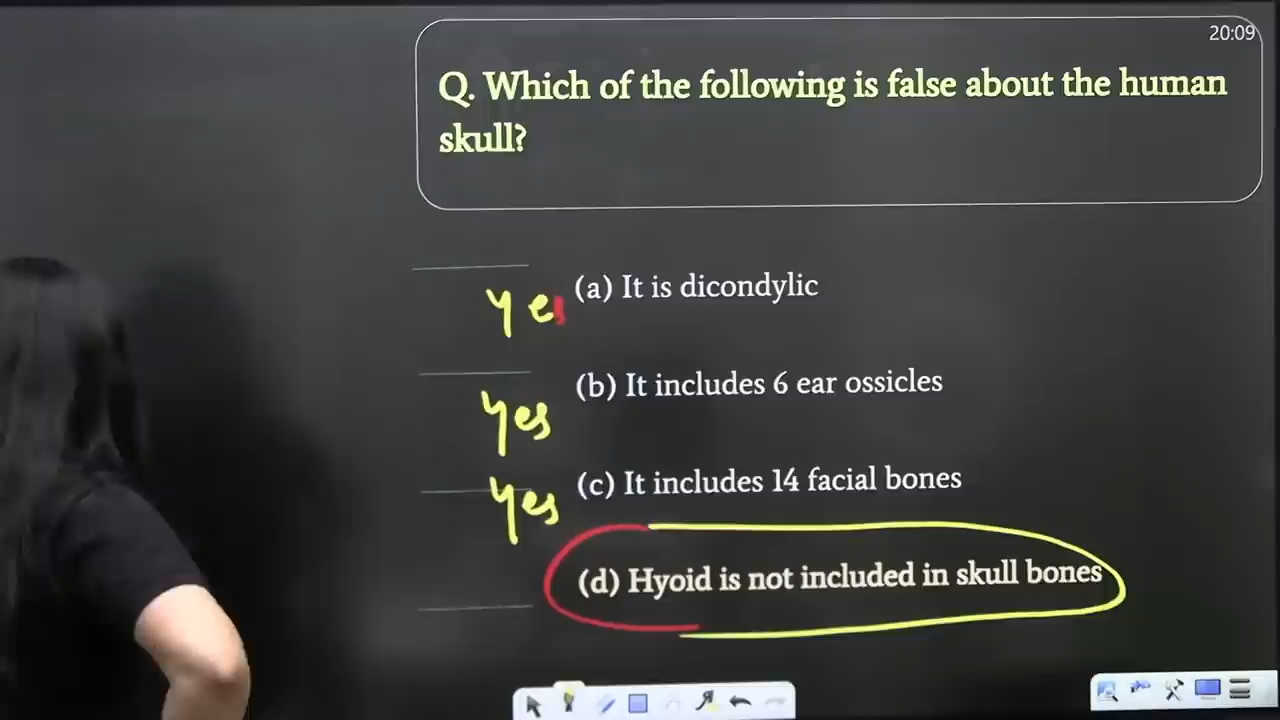 20:09
Q. Which of the following is false about the human
skull?
yes (a) It is dicondylic
yes (b) It includes 6 ear ossicles
yes (c) It includes 14 facial bones
(d) Hyoid is not included in skull bones